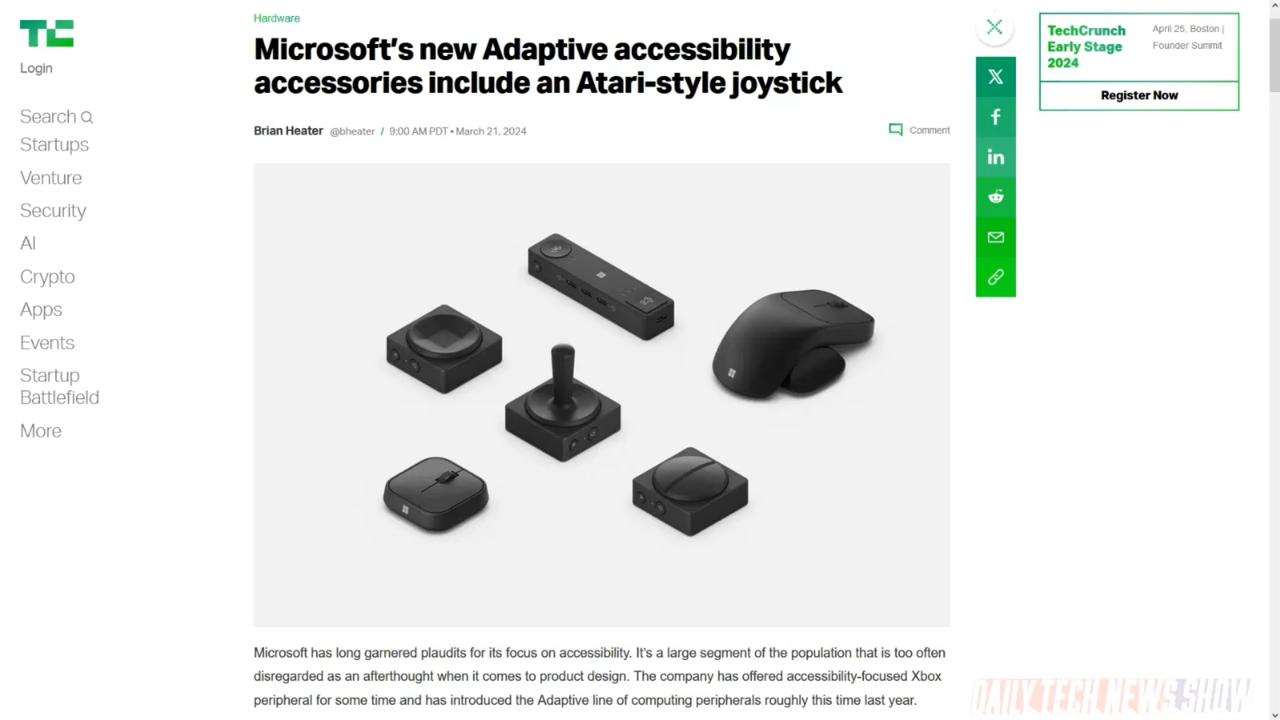 TC
Login
Search
Startups
Venture
Security
AI
Crypto
Apps
Events
Startup
Battlefield
More
Hardware
Microsoft's new Adaptive accessibility
accessories include an Atari-style joystick
Brian Heater @bheater / 9:00 AM PDT • March 21, 2024
Comment
Microsoft has long garnered plaudits for its focus on accessibility. It's a large segment of the population that is too often
disregarded as an afterthought when it comes to product design. The company has offered accessibility-focused Xbox
peripheral for some time and has introduced the Adaptive line of computing peripherals roughly this time last year.
TechCrunch
Early Stage
2024
April 25, Boston |
Founder Summit
Register Now
DAILY TECH NEWS SHOW